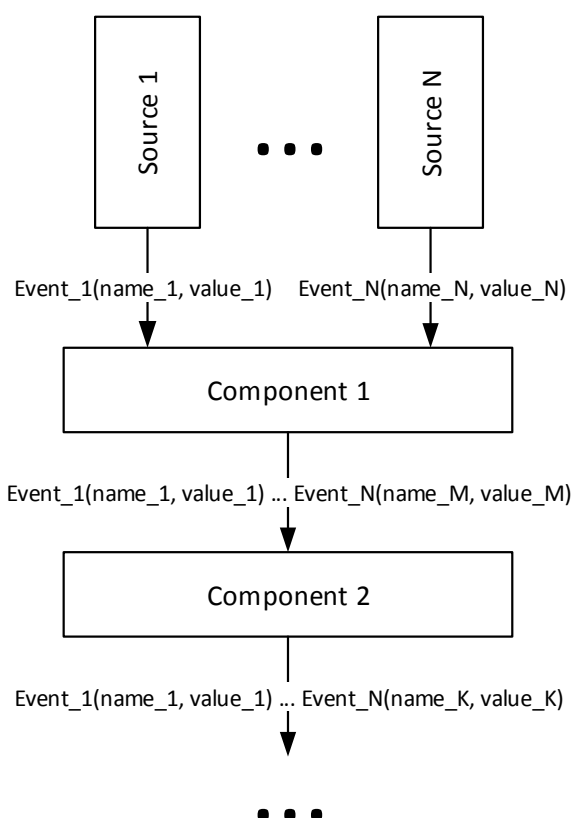 Source 1
...
Source N
Event_1(name_1, value_1)
Event_N(name_N, value_N)
Component 1
Event_1(name_1, value_1) ... Event_N(name_M, value_M)
Component 2
Event_1(name_1, value_1) ... Event_N(name_K, value_K)
...